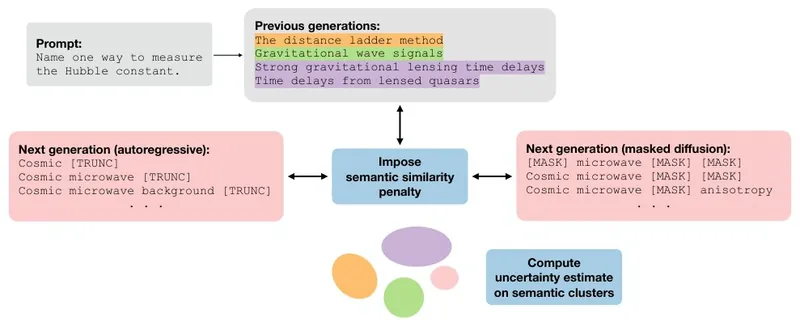 Prompt:
Name one way to measure
the Hubble constant.
Previous generations:
The distance ladder method
Gravitational wave signals
Strong gravitational lensing time delays
Time delays from lensed quasars
Next generation (autoregressive):
Cosmic [TRUNC]
Cosmic microwave [TRUNC]
Cosmic microwave background [TRUNC]
. . .
Impose
semantic similarity
penalty
Next generation (masked diffusion):
[MASK] microwave [MASK] [MASK]
Cosmic microwave [MASK] [MASK]
Cosmic microwave [MASK] anisotropy
. . .
Compute
uncertainty estimate
on semantic clusters